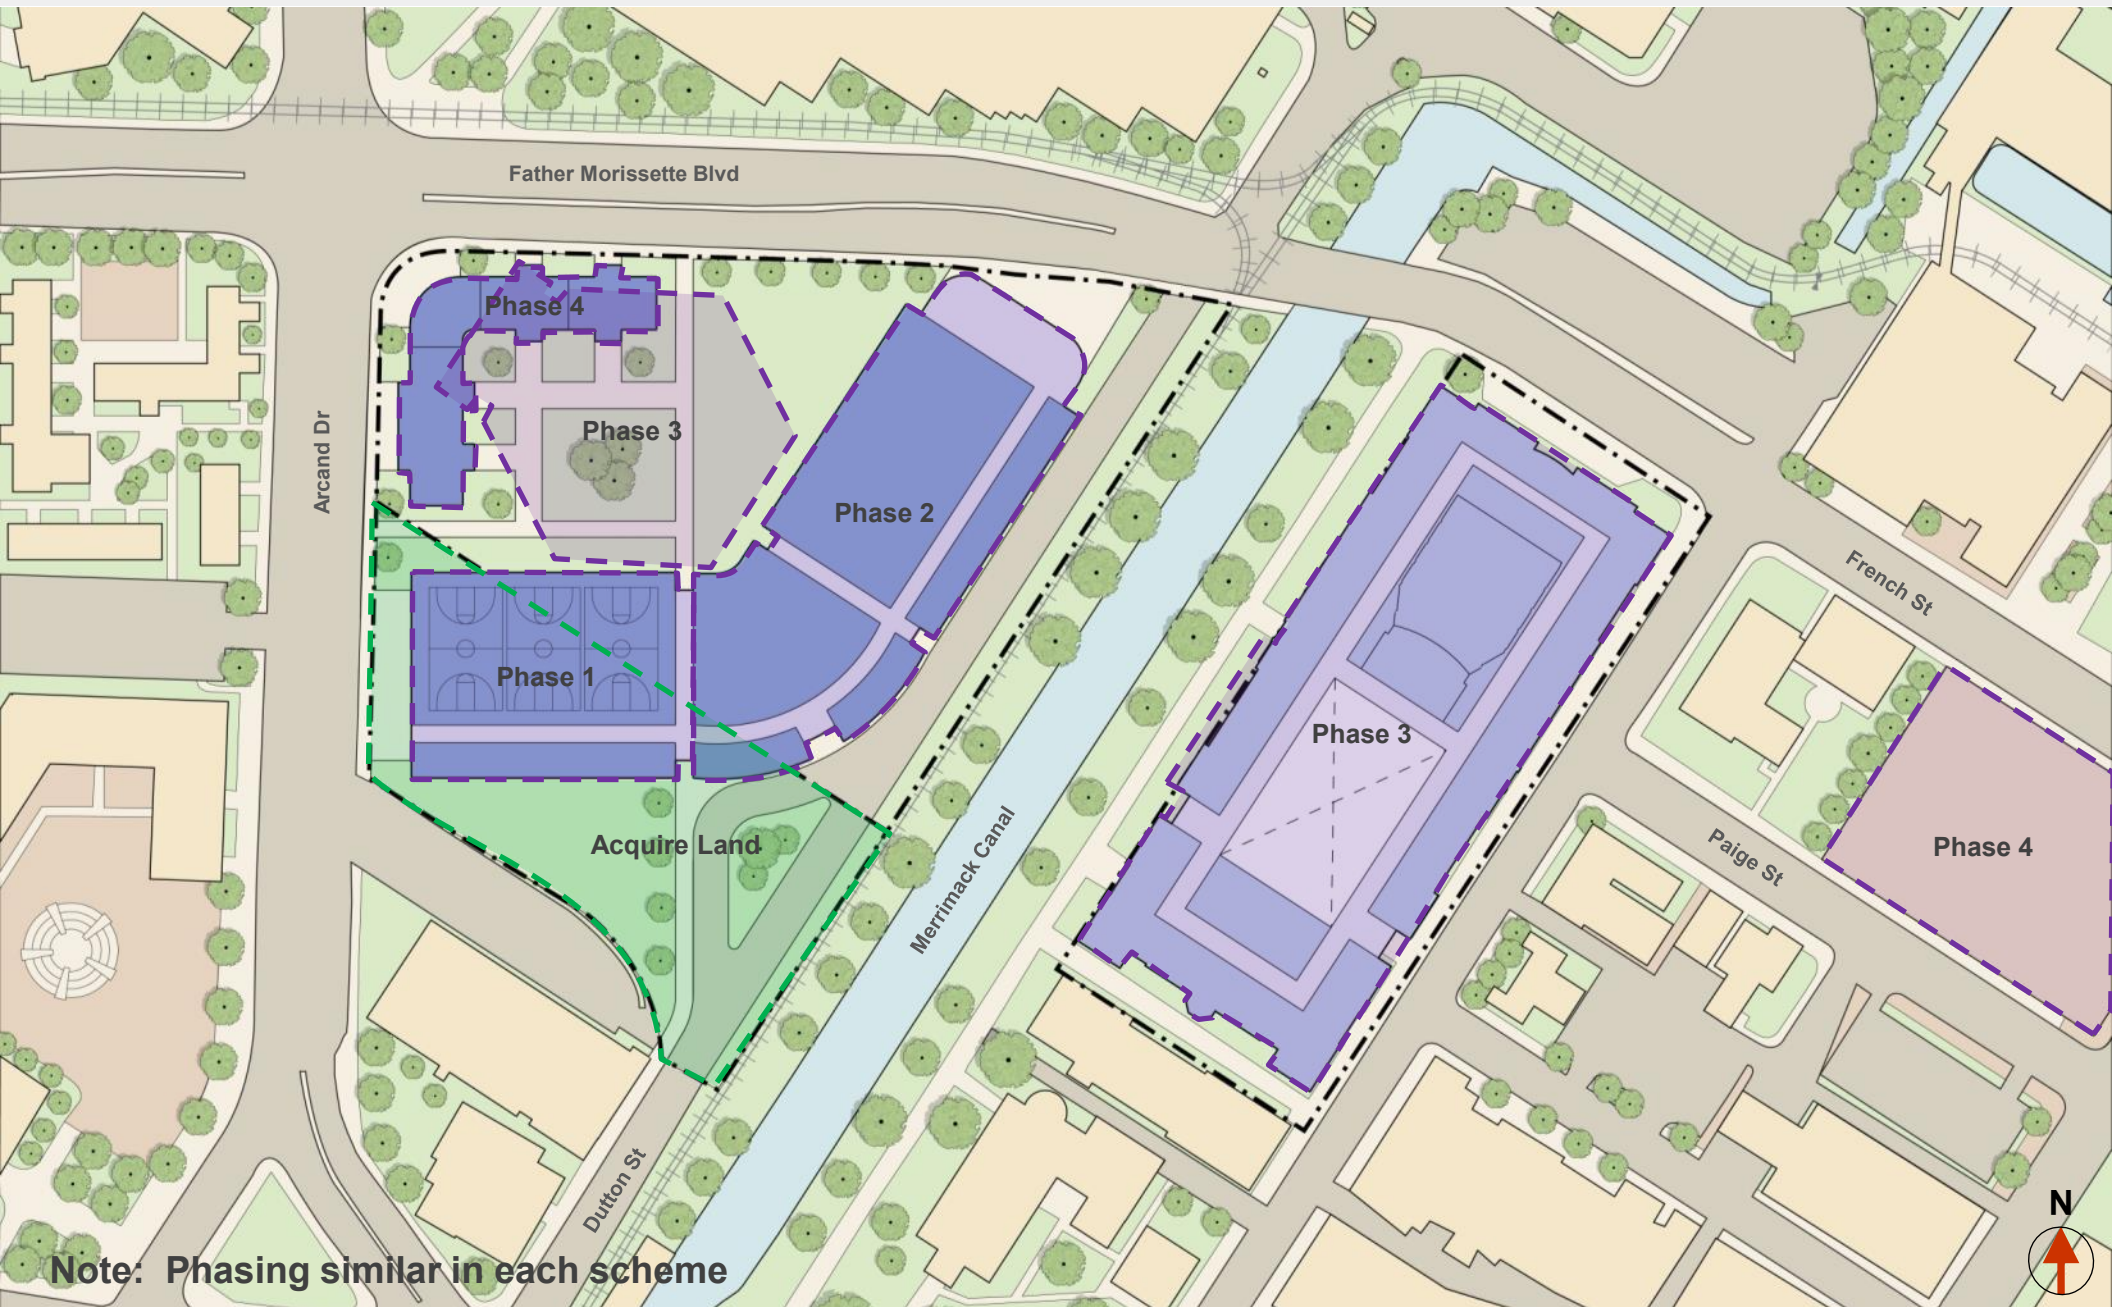 Father Morissette Blvd
Phase 4
Arcand Dr
Phase 3
Phase 2
French St
Phase 1
Phase 3
Acquire Land
Merrimack Canal
Paige St
Phase 4
Dutton St
N
Note: Phasing similar in each scheme